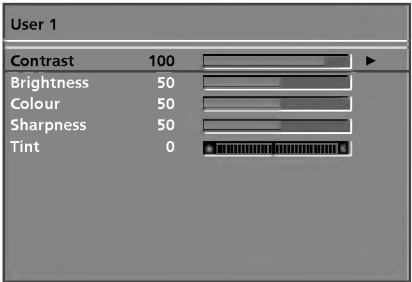 User 1
Contrast 100
Brightness 50
Colour 50
Sharpness 50
Tint 0